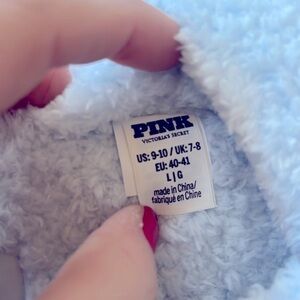 PINK
VICTORIA'S SECRET
US: 9-10 / UK: 7-8
EU: 40-41
L | G
made in China/
fabriqué en Chine